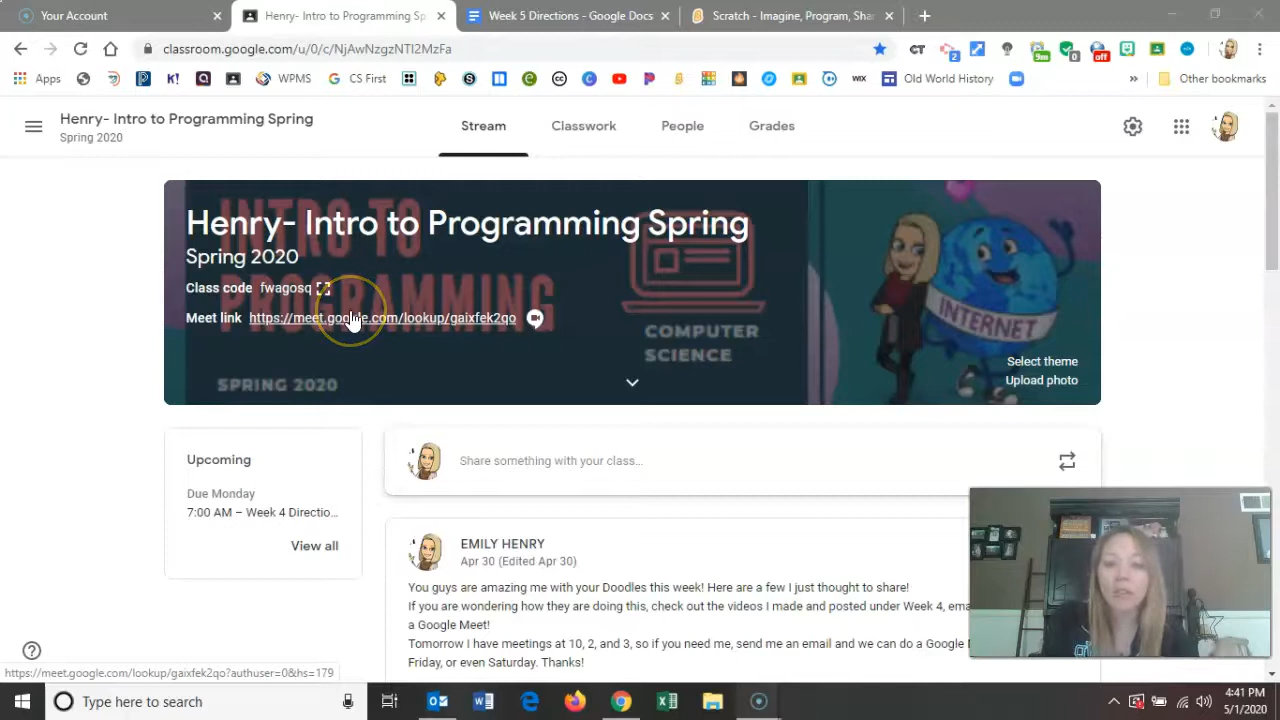 Your Account
Henry- Intro to Programming Sp
Week 5 Directions - Google Docs
Scratch - Imagine, Program, Shar
classroom.google.com/u/0/c/NjAwNzgzNTI2MzFa
CT
2
9m
0
off
Apps
K!
WPMS
CS First
WIX
Old World History
Other bookmarks
Henry- Intro to Programming Spring
Spring 2020
Stream
Classwork
People
Grades
INTRO TO
PROGRAMMING
SPRING 2020
Henry- Intro to Programming Spring
Spring 2020
Class code fwagosq
Meet link https://meet.google.com/lookup/gaixfek2qo
COMPUTER
SCIENCE
INTERNET
Select theme
Upload photo
Upcoming
Due Monday
7:00 AM – Week 4 Directio...
View all
Share something with your class...
EMILY HENRY
Apr 30 (Edited Apr 30)
You guys are amazing me with your Doodles this week! Here are a few I just thought to share!
If you are wondering how they are doing this, check out the videos I made and posted under Week 4, ema
a Google Meet!
Tomorrow I have meetings at 10, 2, and 3, so if you need me, send me an email and we can do a Google M
Friday, or even Saturday. Thanks!
https://meet.google.com/lookup/gaixfek2qo?authuser=0&hs=179
Type here to search
4:41 PM
5/1/2020